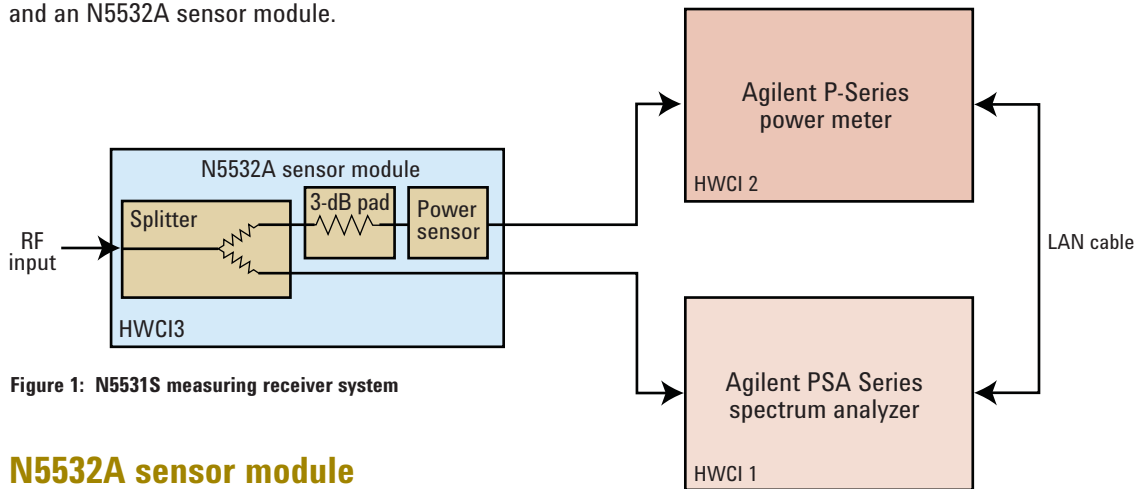 and an N5532A sensor module.
Agilent P-Series
power meter
HWCI 2
N5532A sensor module
Splitter
3-dB pad
Power
sensor
RF
input
HWCI3
LAN cable
Figure 1: N5531S measuring receiver system
Agilent PSA Series
spectrum analyzer
HWCI 1
N5532A sensor module